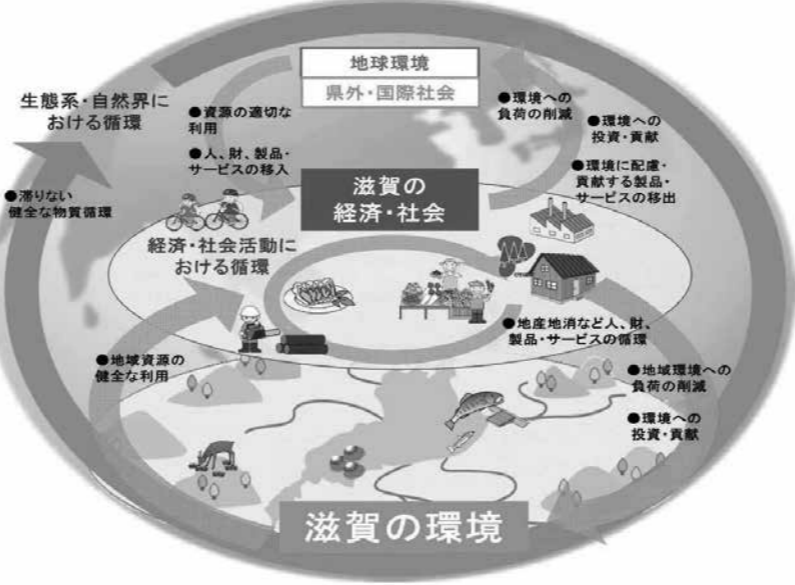 地球環境
県外・国際社会
生態系・自然界に
おける循環
●資源の適切な
利用
●人、財、製品・
サービスの移入
●環境への
負荷の削減
●環境への
投資・貢献
●環境に配慮・
貢献する製品・
サービスの移出
●滞りない
健全な物質循環
滋賀の
経済・社会
経済・社会活動に
おける循環
●地産地消など人、財、
製品・サービスの循環
●地域資源の
健全な利用
●地域環境への
負荷の削減
●環境への
投資・貢献
滋賀の環境